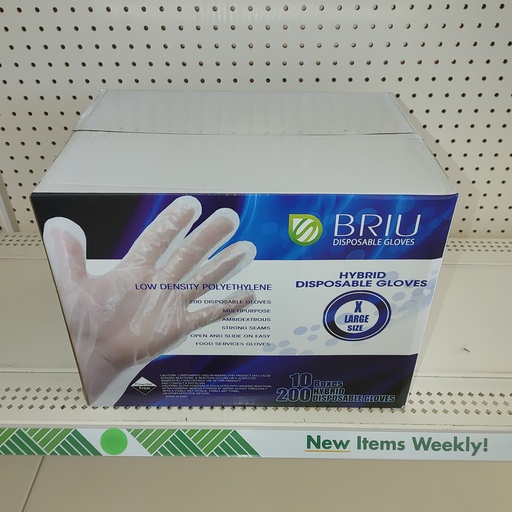 BRIU
DISPOSABLE GLOVES
HYBRID
DISPOSABLE GLOVES
X
LARGE
SIZE
LOW DENSITY POLYETHYLENE
200 DISPOSABLE GLOVES
MULTIPURPOSE
AMBIDEXTROUS
STRONG SEAMS
OPEN AND SLIDE ON EASY
FOOD SERVICES GLOVES
10 BOXES
200 HYBRID
DISPOSABLE GLOVES
New Items Weekly!